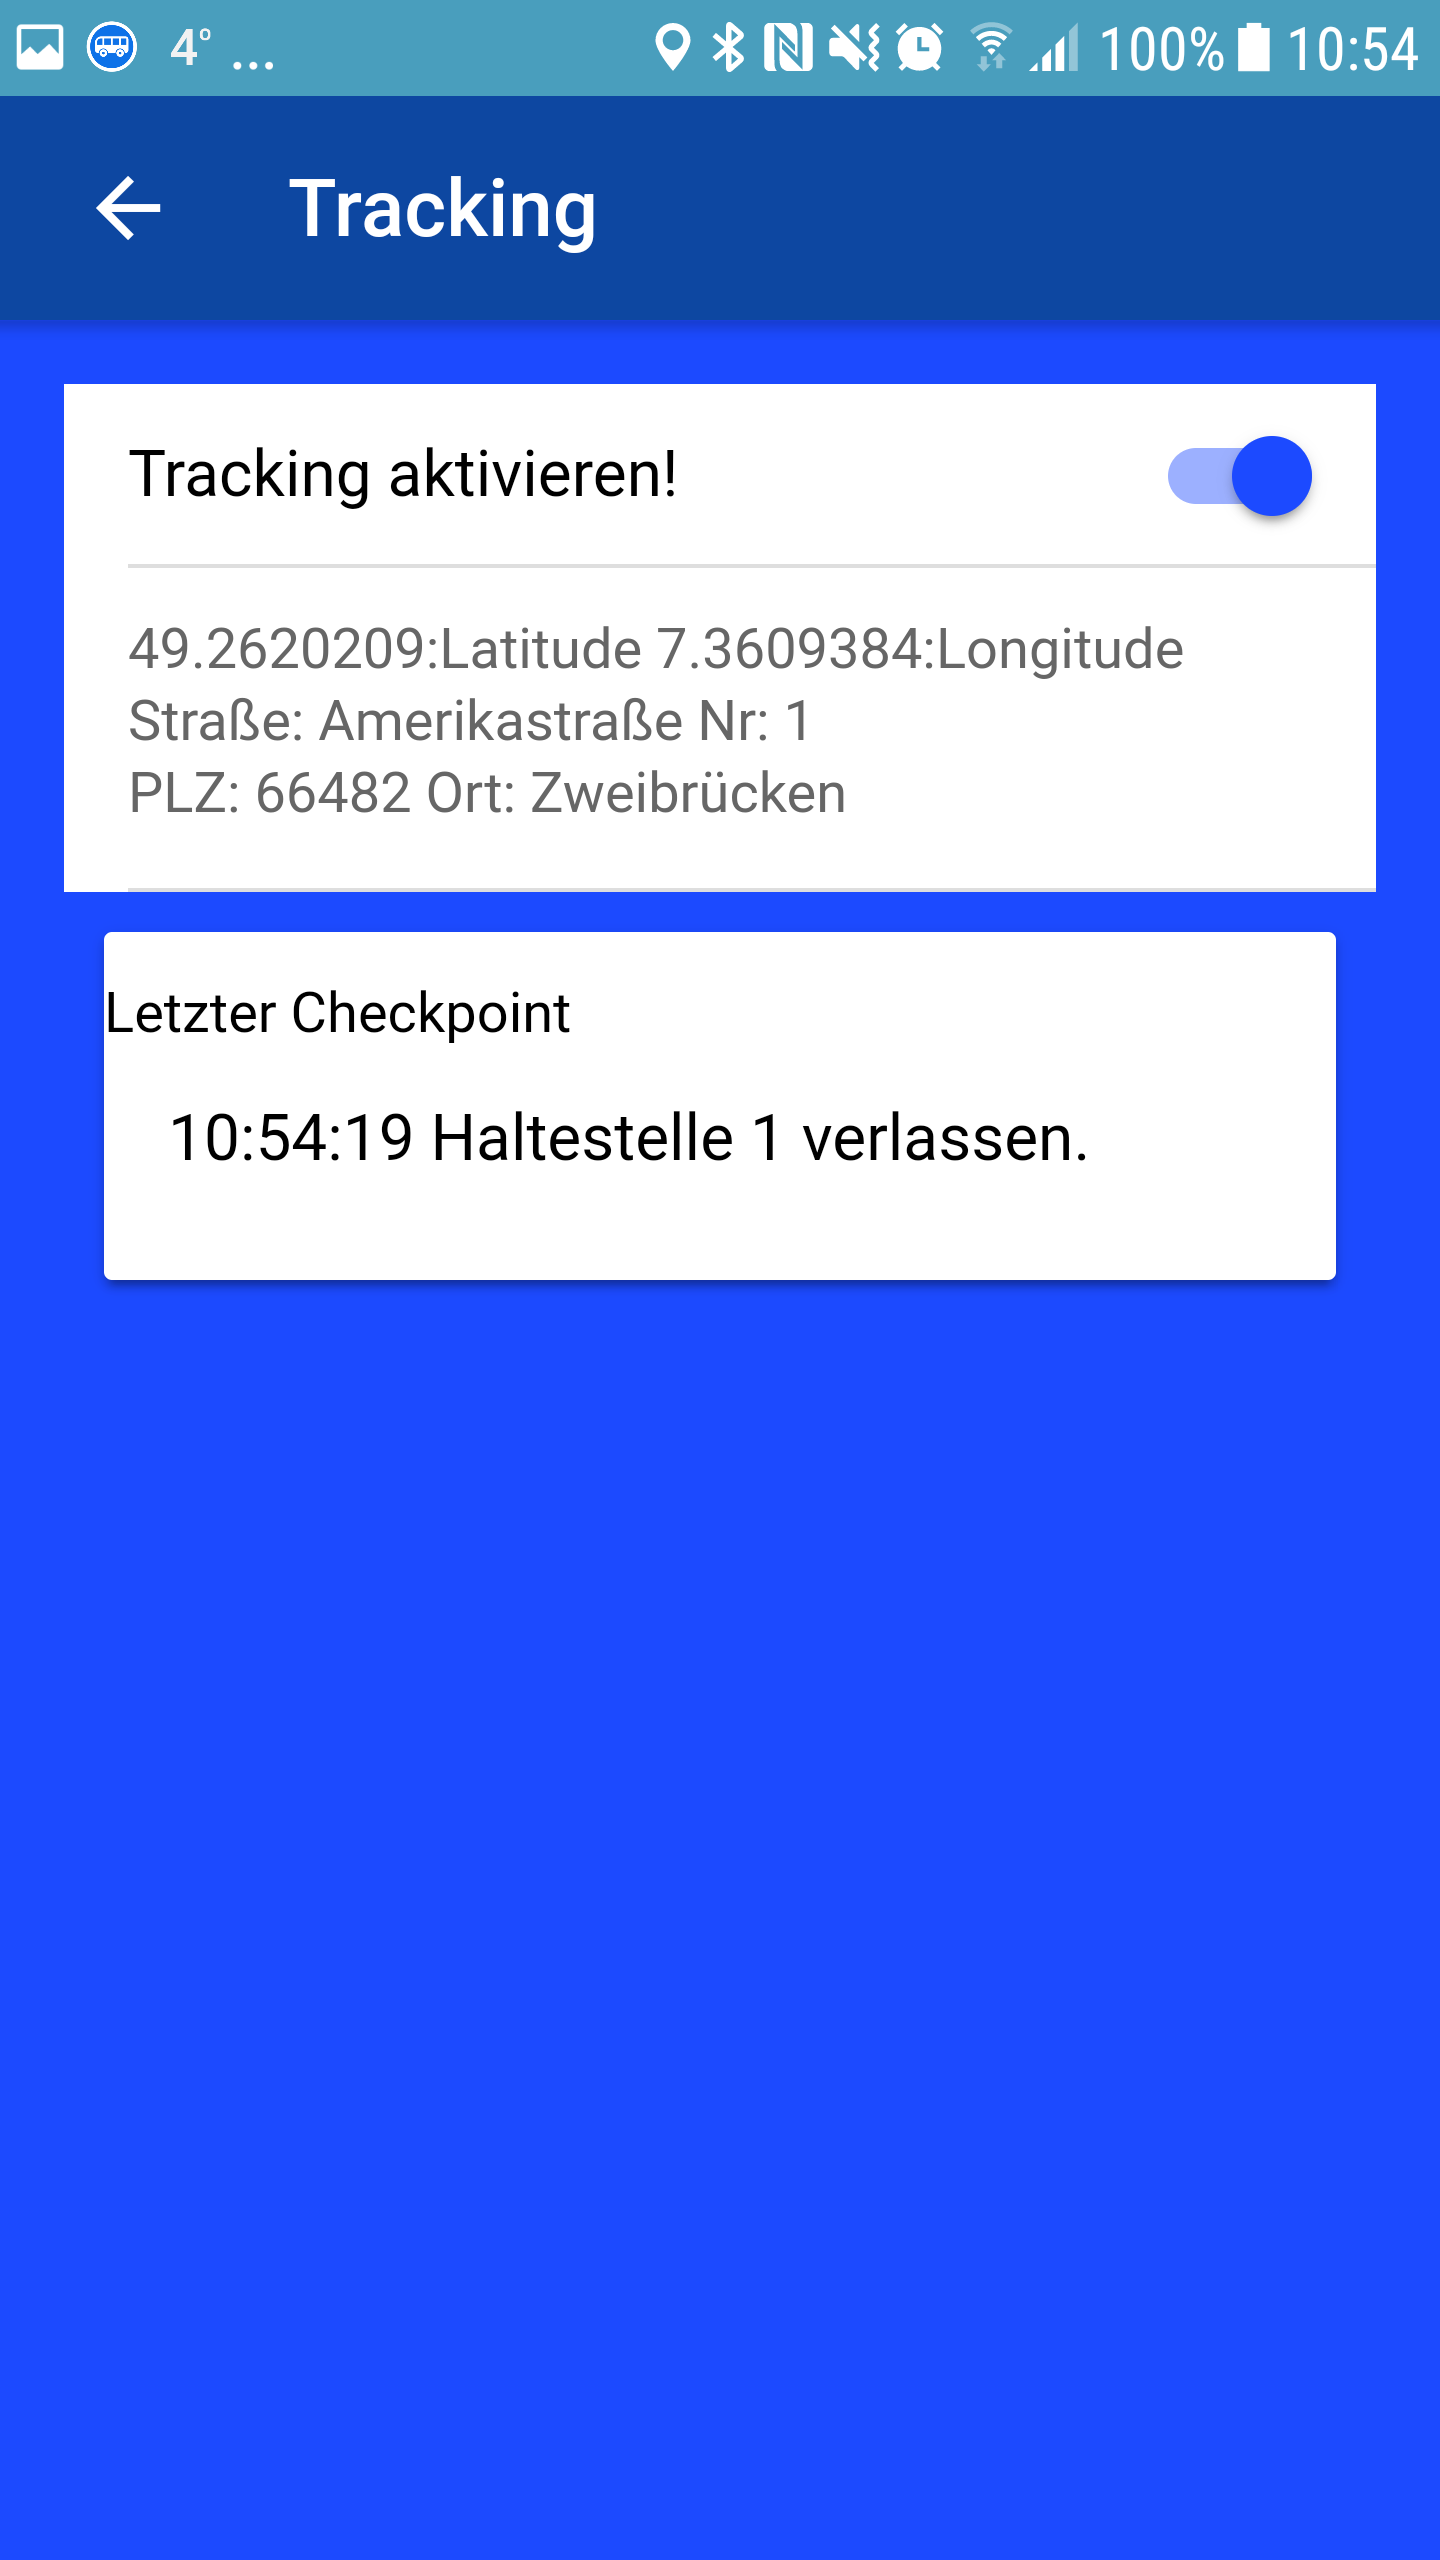 4° ... 100% 10:54
Tracking
Tracking aktivieren!
49.2620209:Latitude 7.3609384:Longitude
Straße: Amerikastraße Nr: 1
PLZ: 66482 Ort: Zweibrücken
Letzter Checkpoint
10:54:19 Haltestelle 1 verlassen.